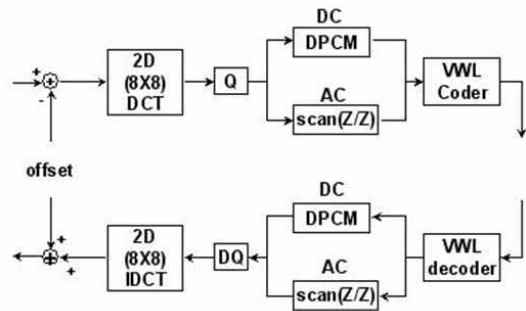 DC
2D
(8X8)
DCT
Q
DPCM
VWL
Coder
AC
scan(Z/Z)
+
+
-
offset
DC
2D
(8X8)
IDCT
DQ
DPCM
VWL
decoder
AC
scan(Z/Z)
+
+
+